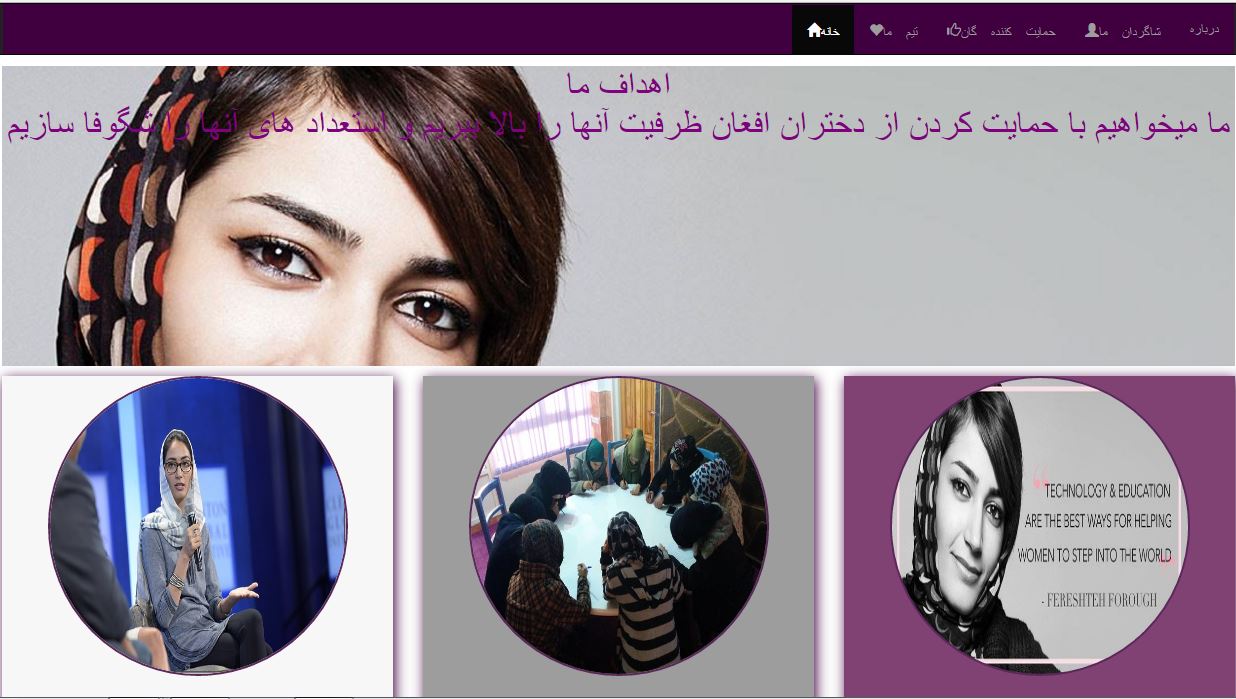 درباره
شاگردان ما
حمایت کننده گان
تیم ما
خانه
اهداف ما
ما میخواهیم با حمایت کردن از دختران افغان ظرفیت آنها را بالا ببریم و استعداد های آنها را شگوفا سازیم
“TECHNOLOGY & EDUCATION
ARE THE BEST WAYS FOR HELPING
WOMEN TO STEP INTO THE WORLD”
- FERESHTEH FOROUGH